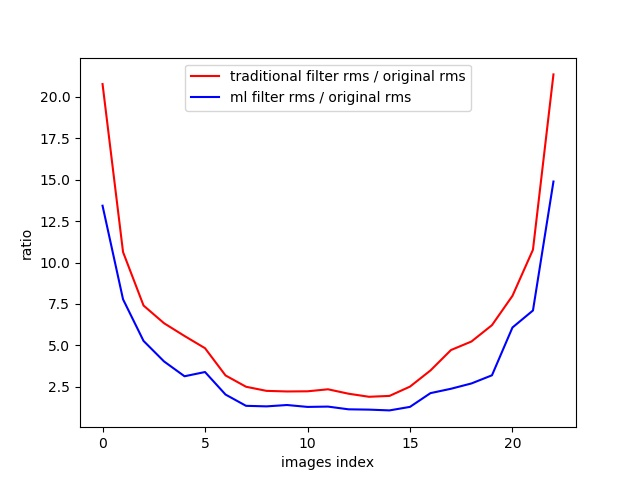 traditional filter rms / original rms
ml filter rms / original rms
20.0
17.5
15.0
12.5
10.0
7.5
5.0
2.5
ratio
0 5 10 15 20
images index